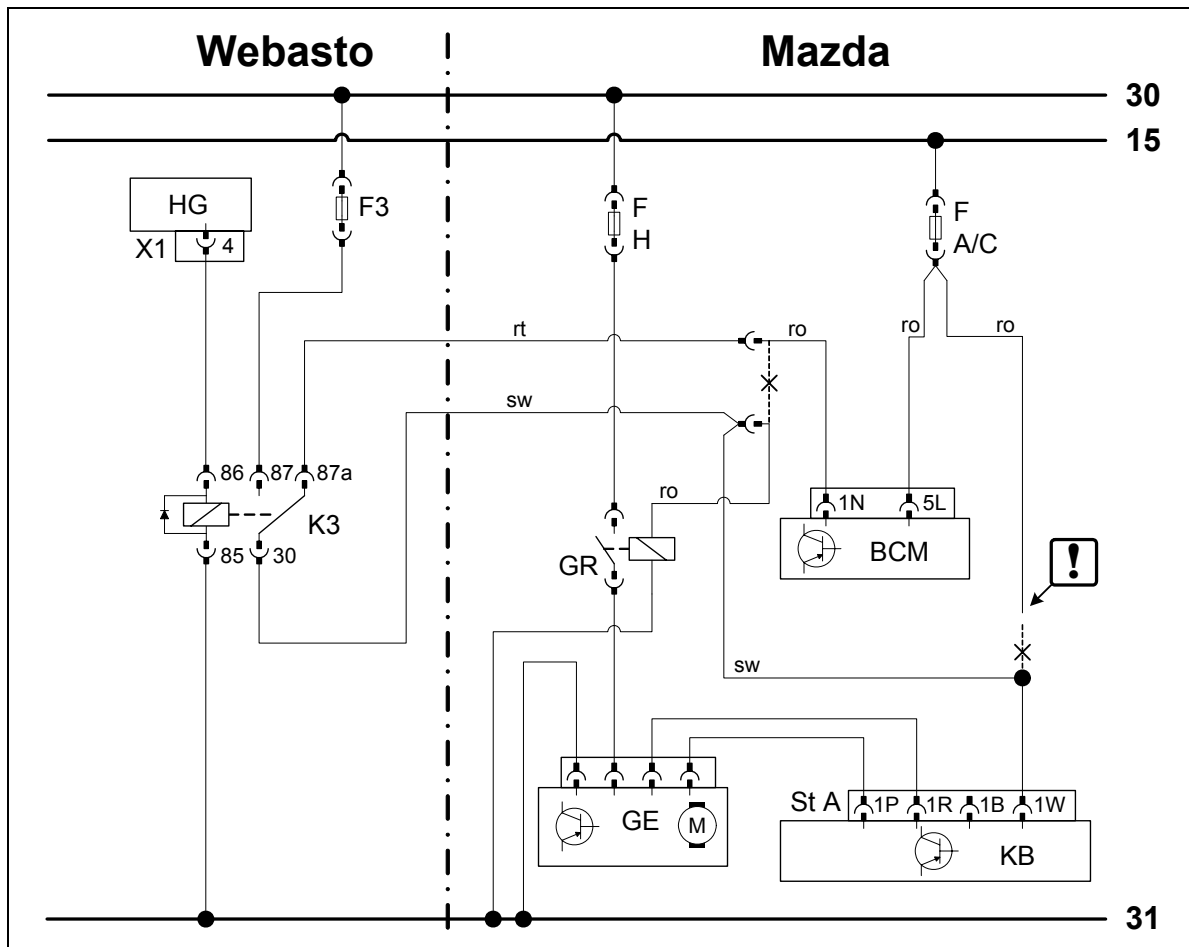 Webasto
Mazda
30
15
HG
X1
4
F3
F
H
F
A/C
rt
ro
ro
ro
sw
86
87
87a
ro
1N
5L
K3
BCM
GR
85
30
!
sw
St A
1P
1R
1B
1W
GE
M
KB
31